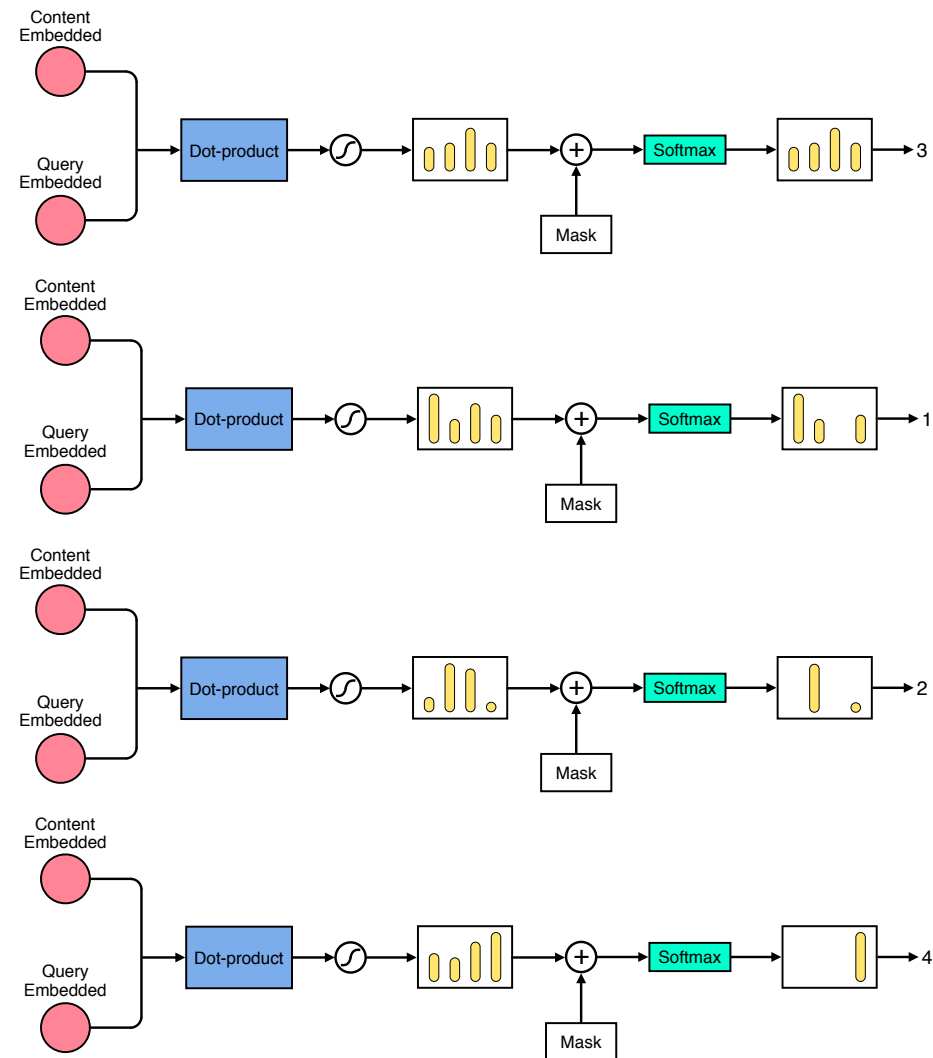 Content
Embedded
Query
Embedded
Dot-product
Mask
Softmax
3
Content
Embedded
Query
Embedded
Dot-product
Mask
Softmax
1
Content
Embedded
Query
Embedded
Dot-product
Mask
Softmax
2
Content
Embedded
Query
Embedded
Dot-product
Mask
Softmax
4